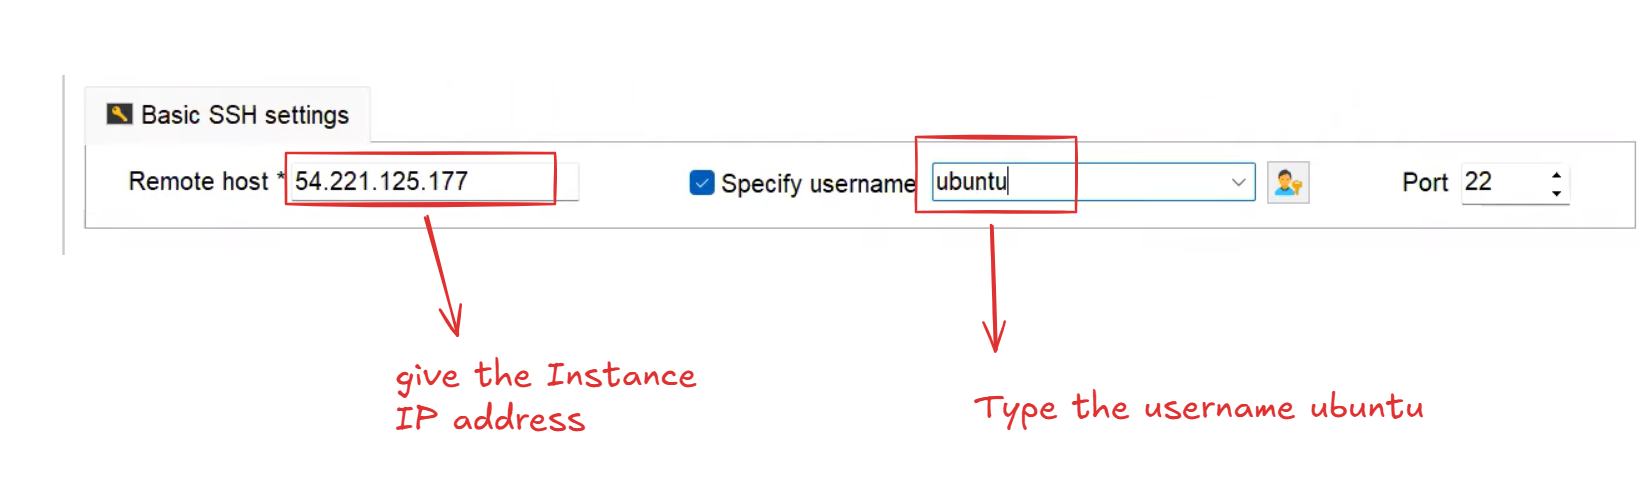 Basic SSH settings
Remote host * 54.221.125.177 Specify username ubuntu Port 22
give the Instance
IP address
Type the username ubuntu